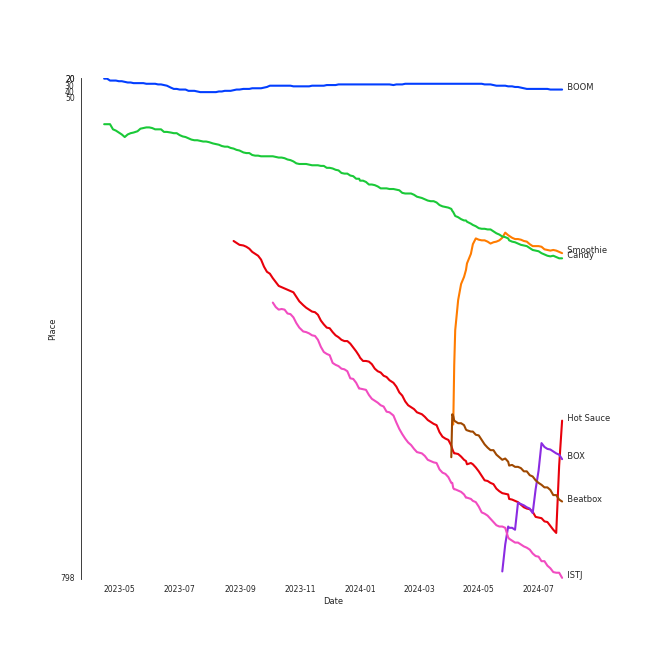 20
50
798
Place
BOOM
Smoothie
Candy
Hot Sauce
BOX
Beatbox
ISTJ
2023-05
2023-07
2023-09
2023-11
2024-01
2024-03
2024-05
2024-07
Date